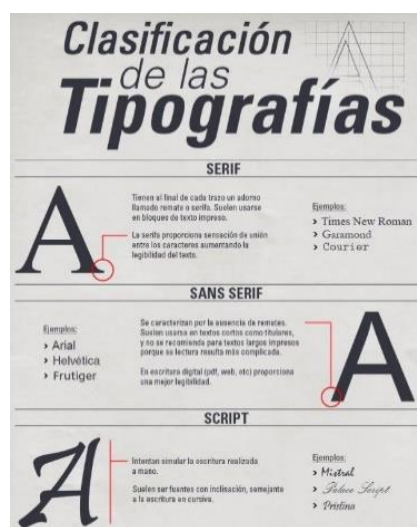 Clasificación
de las
Tipografías
SERIF
A
Tienen al final de cada trazo un adorno
llamado remate o serifa. Suelen usarse
en bloques de texto impreso.
La serifa proporciona sensación de unión
entre los caracteres aumentando la
legibilidad del texto.
Ejemplos:
› Times New Roman
› Garamond
› Courier
SANS SERIF
Ejemplos:
› Arial
› Helvética
› Frutiger
Se caracterizan por la ausencia de remates.
Suelen usarse en textos cortos como titulares,
y no se recomienda para textos largos impresos
porque su lectura resulta más complicada.
En escritura digital (pdf, web, etc) proporciona
una mejor legibilidad.
A
SCRIPT
A
Intentan simular la escritura realizada
a mano.
Suelen ser fuentes con inclinación, semejante
a la escritura en cursiva.
Ejemplos:
› Mistral
› Palace Script
› Pristina